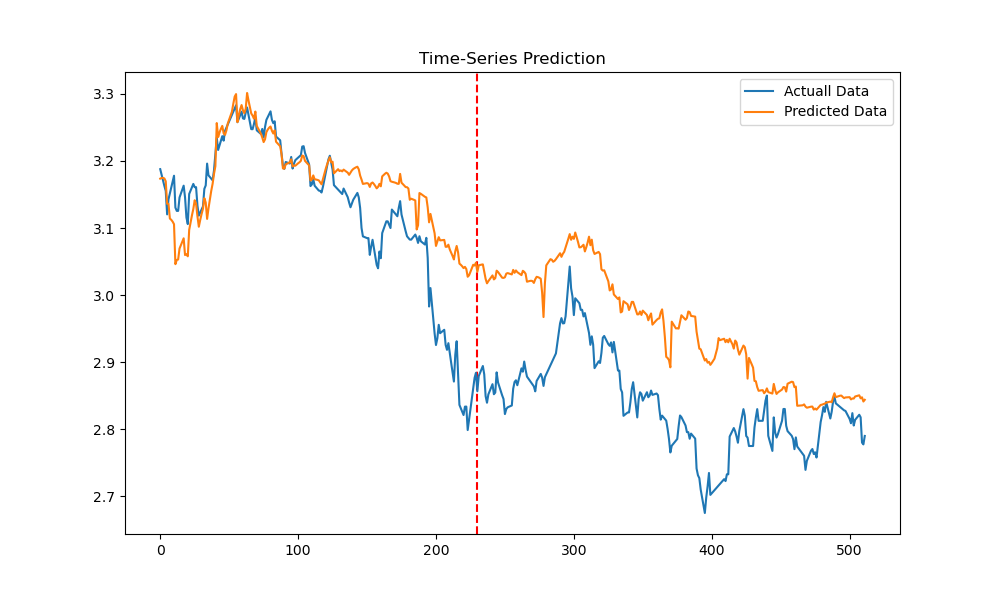 Time-Series Prediction
Actuall Data
Predicted Data
3.3
3.2
3.1
3.0
2.9
2.8
2.7
0 100 200 300 400 500